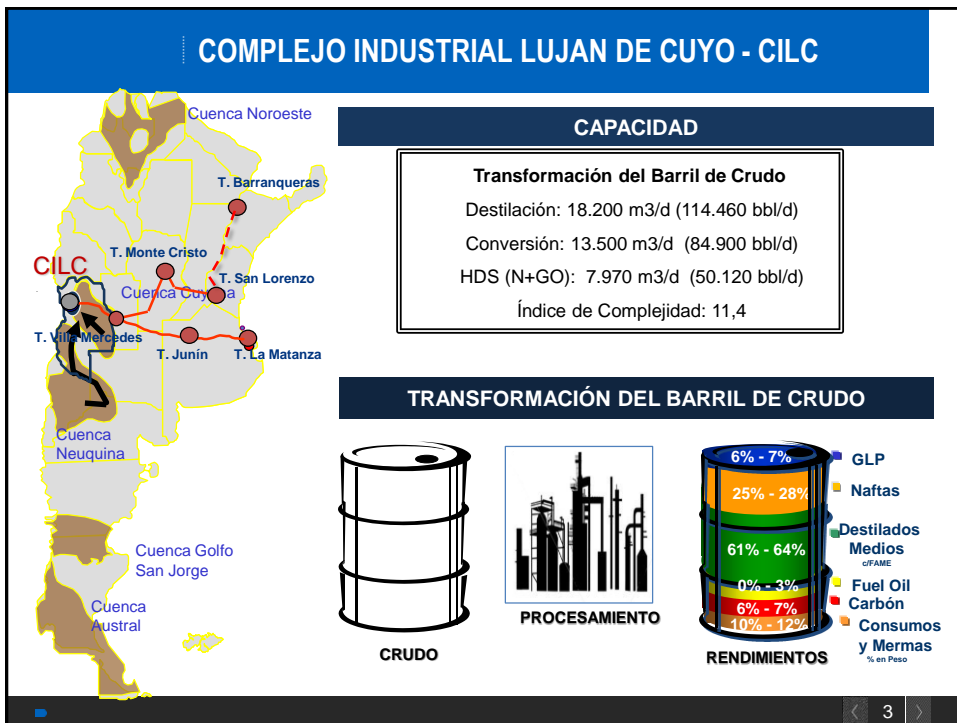 COMPLEJO INDUSTRIAL LUJAN DE CUYO - CILC
Cuenca Noroeste
T. Barranqueras
T. Monte Cristo
CILC
T. San Lorenzo
Cuenca Cuyana
T. Villa Mercedes
T. Junín
T. La Matanza
Cuenca
Neuquina
Cuenca Golfo
San Jorge
Cuenca
Austral
CAPACIDAD
Transformación del Barril de Crudo
Destilación: 18.200 m3/d (114.460 bbl/d)
Conversión: 13.500 m3/d (84.900 bbl/d)
HDS (N+GO): 7.970 m3/d (50.120 bbl/d)
Índice de Complejidad: 11,4
TRANSFORMACIÓN DEL BARRIL DE CRUDO
CRUDO
PROCESAMIENTO
6% - 7%
25% - 28%
61% - 64%
0% - 3%
6% - 7%
10% - 12%
RENDIMIENTOS
GLP
Naftas
Destilados
Medios
c/FAME
Fuel Oil
Carbón
Consumos
y Mermas
% en Peso
3